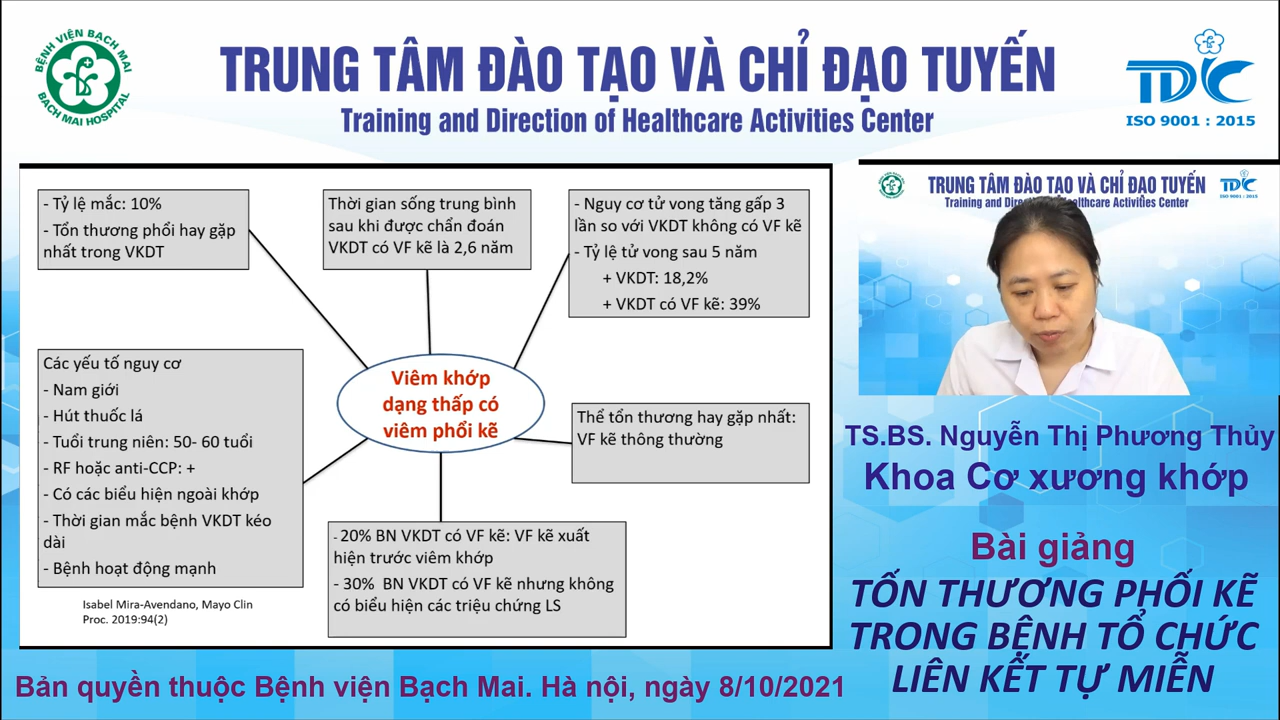 BỆNH VIỆN BẠCH MAI
BACH MAI HOSPITAL
TRUNG TÂM ĐÀO TẠO VÀ CHỈ ĐẠO TUYẾN
Training and Direction of Healthcare Activities Center
TDC
ISO 9001 : 2015
- Tỷ lệ mắc: 10%
- Tổn thương phổi hay gặp
nhất trong VKDT
Thời gian sống trung bình
sau khi được chẩn đoán
VKDT có VF kẽ là 2,6 năm
- Nguy cơ tử vong tăng gấp 3
lần so với VKDT không có VF kẽ
- Tỷ lệ tử vong sau 5 năm
+ VKDT: 18,2%
+ VKDT có VF kẽ: 39%
Các yếu tố nguy cơ
- Nam giới
- Hút thuốc lá
- Tuổi trung niên: 50- 60 tuổi
- RF hoặc anti-CCP: +
- Có các biểu hiện ngoài khớp
- Thời gian mắc bệnh VKDT kéo
dài
- Bệnh hoạt động mạnh
Viêm khớp
dạng thấp có
viêm phổi kẽ
Thể tổn thương hay gặp nhất:
VF kẽ thông thường
- 20% BN VKDT có VF kẽ: VF kẽ xuất
hiện trước viêm khớp
- 30% BN VKDT có VF kẽ nhưng không
có biểu hiện các triệu chứng LS
Isabel Mira-Avendano, Mayo Clin
Proc. 2019:94(2)
TRUNG TÂM ĐÀO TẠO VÀ CHỈ ĐẠO TUYẾN
Training and Healthcare Activities Center
TDC
TS.BS. Nguyễn Thị Phương Thủy
Khoa Cơ xương khớp
Bài giảng
TỔN THƯƠNG PHỔI KẼ
TRONG BỆNH TỔ CHỨC
LIÊN KẾT TỰ MIỄN
Bản quyền thuộc Bệnh viện Bạch Mai. Hà nội, ngày 8/10/2021